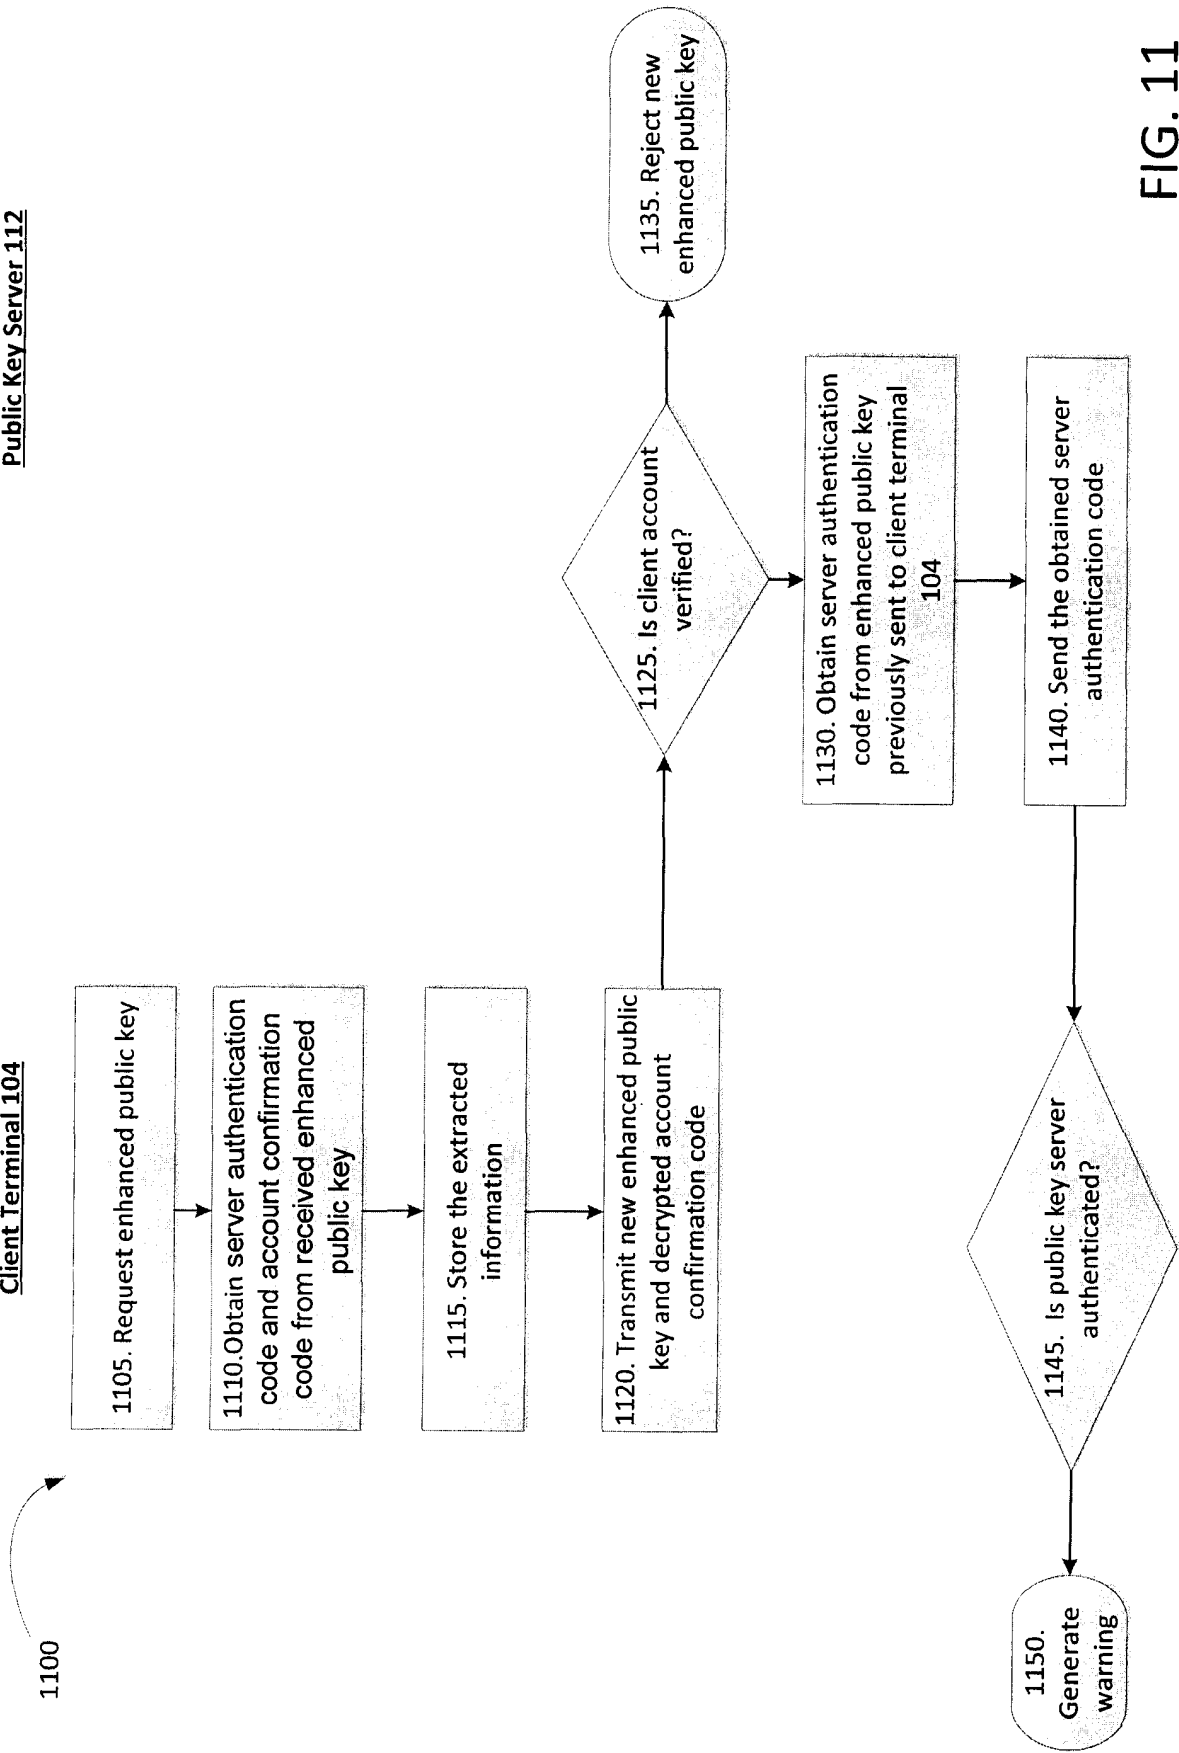 1100
Client Terminal 104
Public Key Server 112
1105. Request enhanced public key
1110.Obtain server authentication
code and account confirmation
code from received enhanced
public key
1115. Store the extracted
information
1120. Transmit new enhanced public
key and decrypted account
confirmation code
1125. Is client account
verified?
1135. Reject new
enhanced public key
1130. Obtain server authentication
code from enhanced public key
previously sent to client terminal
104
1140. Send the obtained server
authentication code
1145. Is public key server
authenticated?
1150.
Generate
warning
FIG. 11